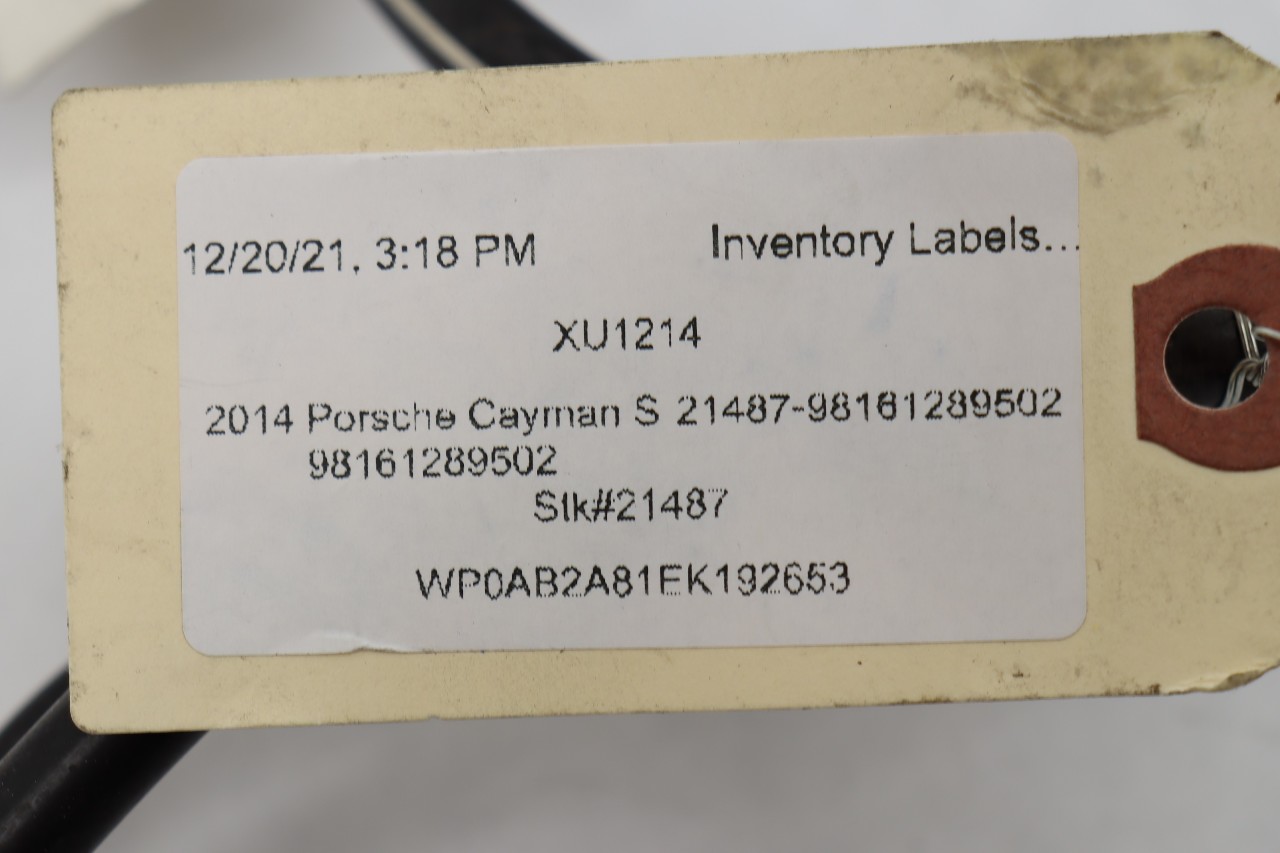 12/20/21, 3:18 PM Inventory Labels...
XU1214
2014 Porsche Cayman S 21487-98161289502
98161289502
Stk#21487
WP0AB2A81EK192653